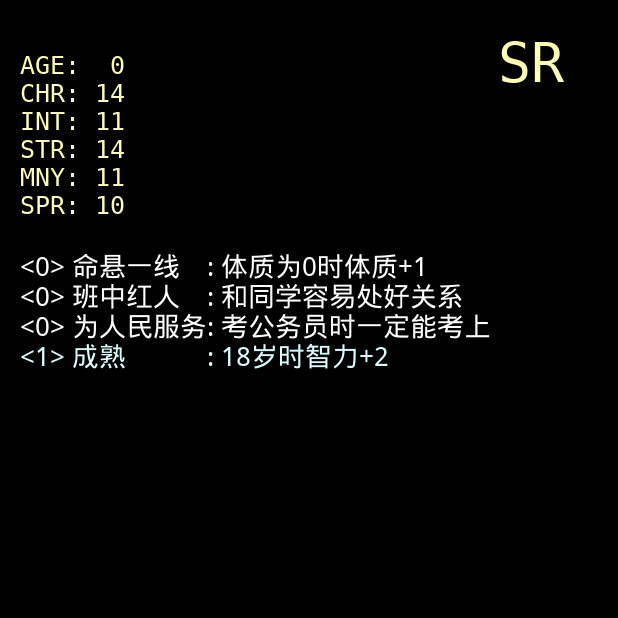 SR
AGE: 0
CHR: 14
INT: 11
STR: 14
MNY: 11
SPR: 10
<0> 命悬一线 : 体质为0时体质+1
<0> 班中红人 : 和同学容易处好关系
<0> 为人民服务: 考公务员时一定能考上
<1> 成熟 : 18岁时智力+2